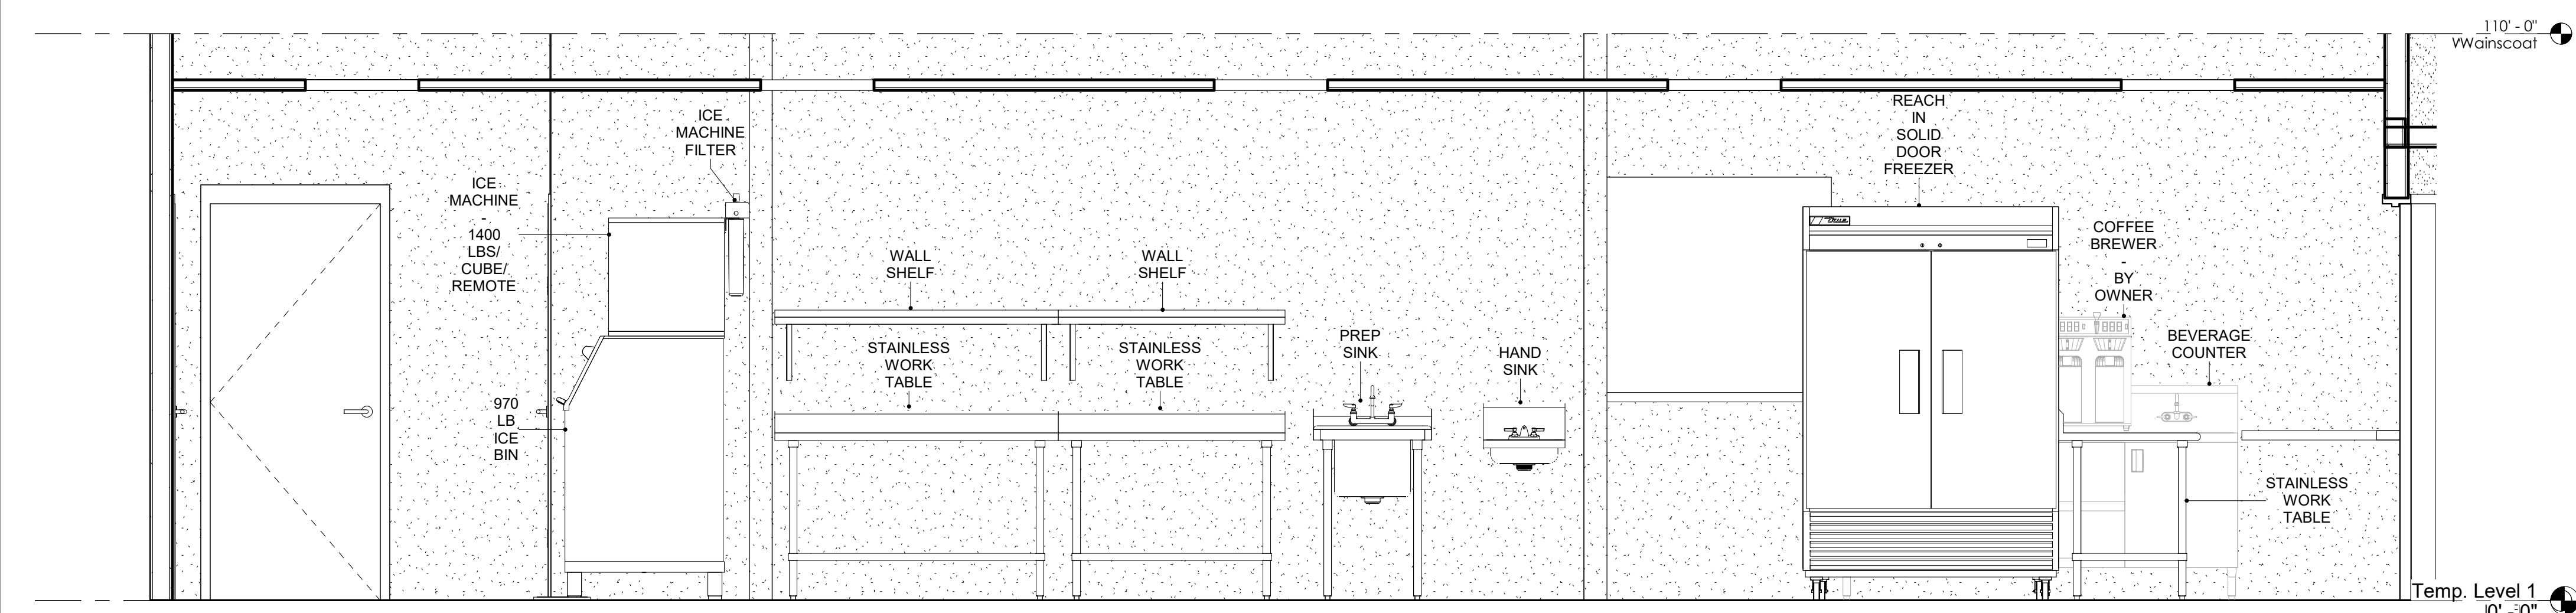 110' - 0"
Wainscoat
ICE
MACHINE
FILTER
ICE
MACHINE
-
1400
LBS/
CUBE/
REMOTE
970
LB
ICE
BIN
WALL
SHELF
WALL
SHELF
STAINLESS
WORK
TABLE
STAINLESS
WORK
TABLE
PREP
SINK
HAND
SINK
REACH
IN
SOLID
DOOR
FREEZER
True
COFFEE
BREWER
-
BY
OWNER
BEVERAGE
COUNTER
STAINLESS
WORK
TABLE
Temp. Level 1